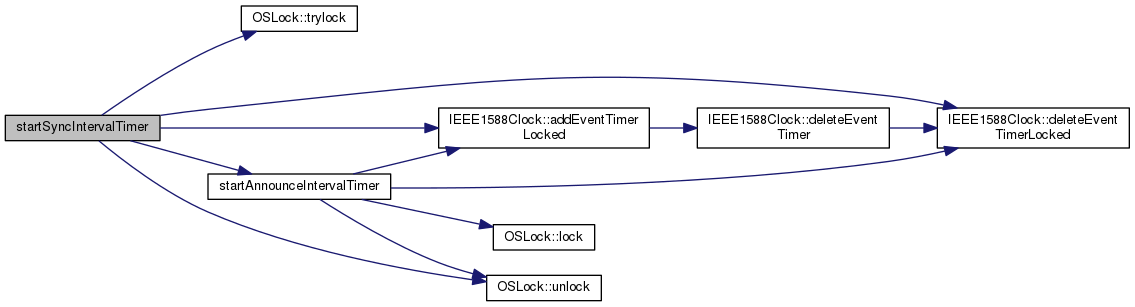 OSLock::trylock
startSyncIntervalTimer
IEEE1588Clock::addEventTimer
Locked
IEEE1588Clock::deleteEvent
Timer
IEEE1588Clock::deleteEvent
TimerLocked
startAnnounceIntervalTimer
OSLock::lock
OSLock::unlock